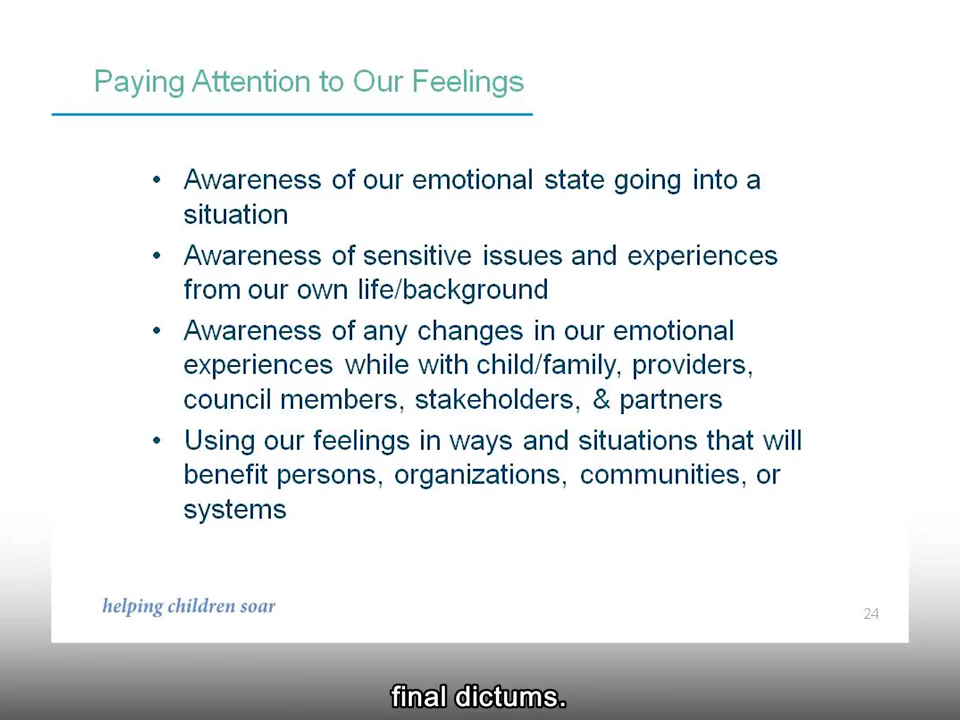 Paying Attention to Our Feelings
• Awareness of our emotional state going into a
situation
• Awareness of sensitive issues and experiences
from our own life/background
• Awareness of any changes in our emotional
experiences while with child/family, providers,
council members, stakeholders, & partners
• Using our feelings in ways and situations that will
benefit persons, organizations, communities, or
systems
helping children soar
24
final dictums.